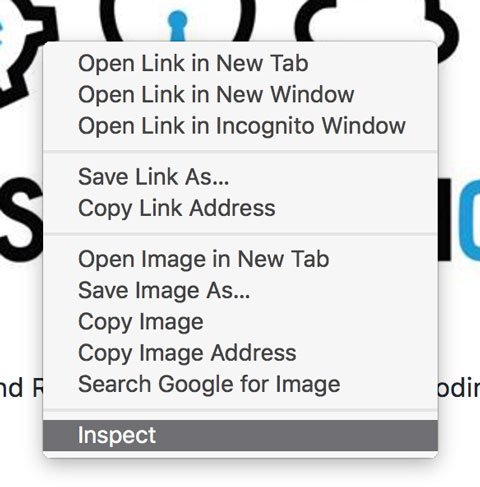 Open Link in New Tab
Open Link in New Window
Open Link in Incognito Window
Save Link As...
Copy Link Address
Open Image in New Tab
Save Image As...
Copy Image
Copy Image Address
Search Google for Image
Inspect